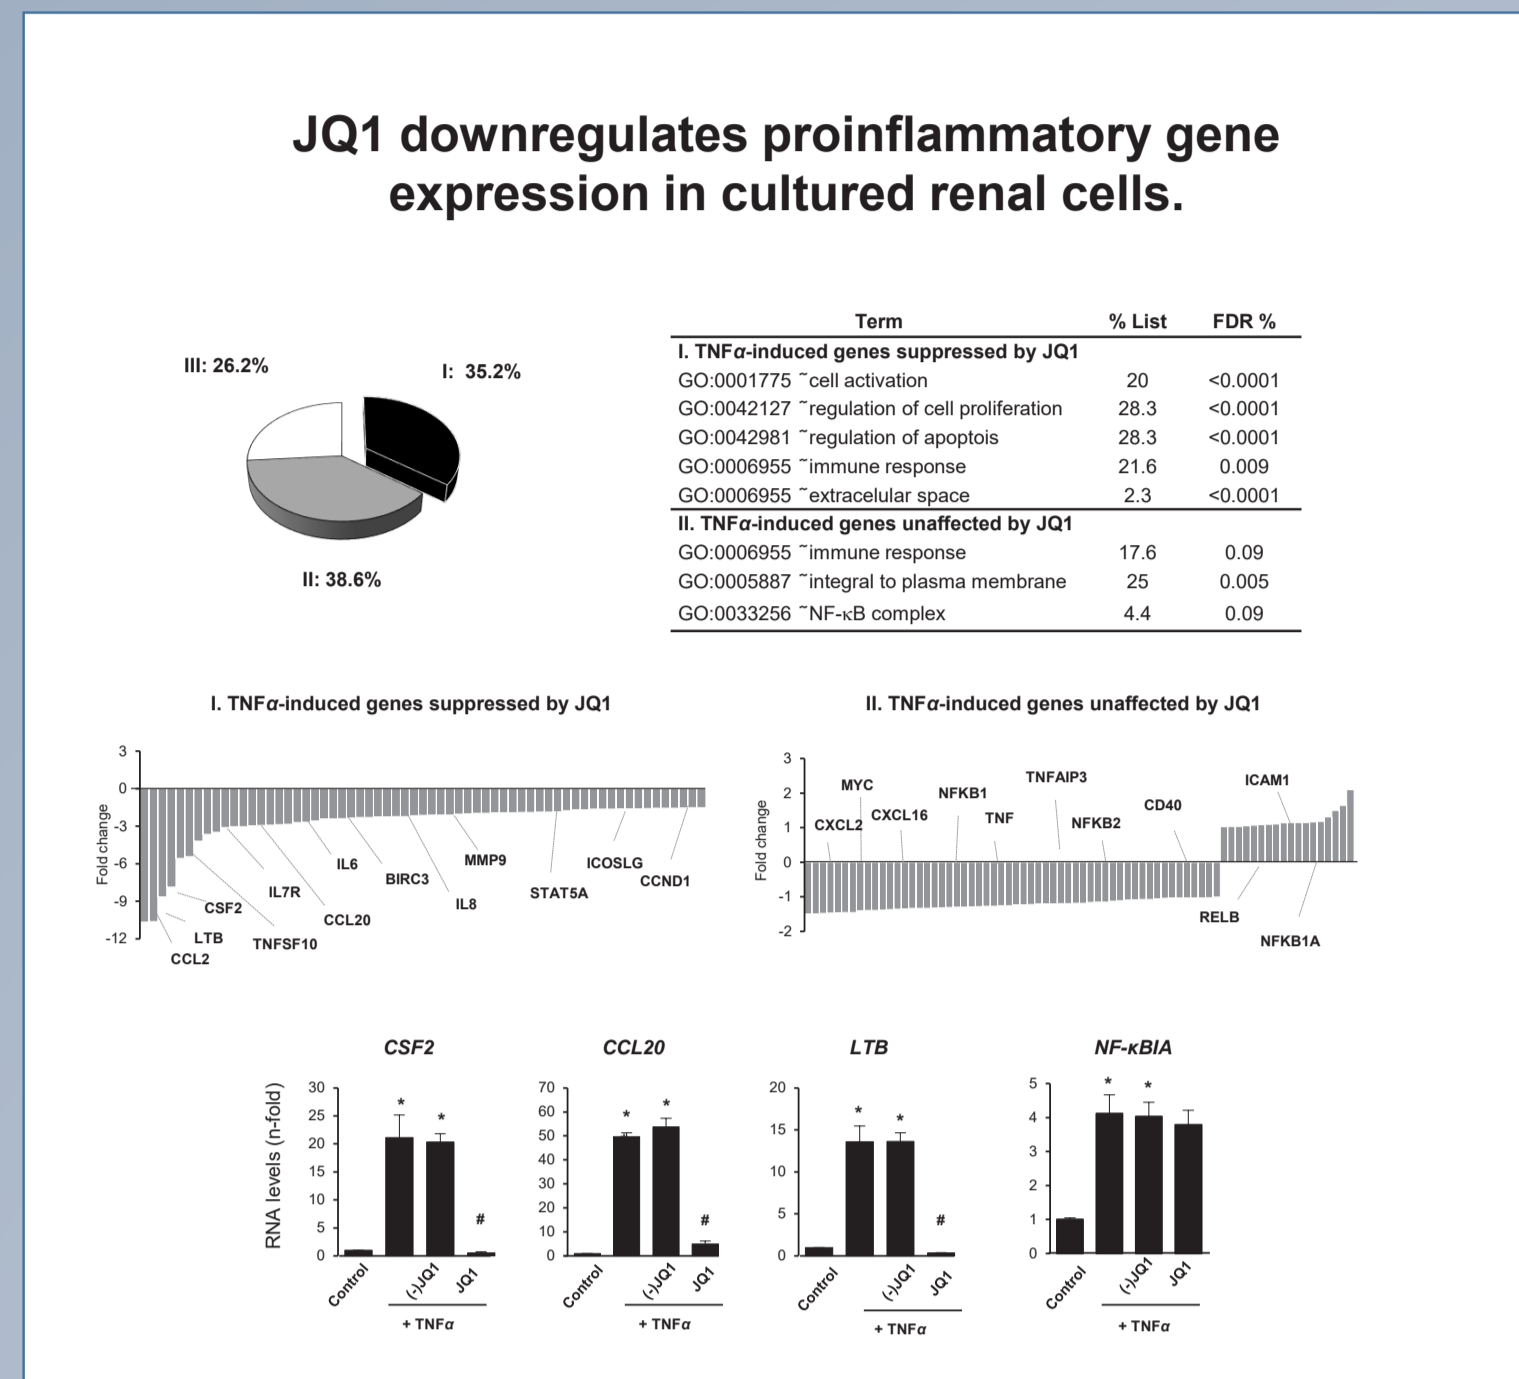 JQ1 downregulates proinflammatory gene
expression in cultured renal cells.
III: 26.2%
I: 35.2%
II: 38.6%
Term % List FDR %
I. TNFα-induced genes suppressed by JQ1
GO:0001775 ˜cell activation 20 <0.0001
GO:0042127 ˜regulation of cell proliferation 28.3 <0.0001
GO:0042981 ˜regulation of apoptois 28.3 <0.0001
GO:0006955 ˜immune response 21.6 0.009
GO:0006955 ˜extracelular space 2.3 <0.0001
II. TNFα-induced genes unaffected by JQ1
GO:0006955 ˜immune response 17.6 0.09
GO:0005887 ˜integral to plasma membrane 25 0.005
GO:0033256 ˜NF-κB complex 4.4 0.09
I. TNFα-induced genes suppressed by JQ1
Fold change
3
0
-3
-6
-9
-12
CCL2
LTB
CSF2
TNFSF10
IL7R
CCL20
IL6
BIRC3
IL8
MMP9
STAT5A
ICOSLG
CCND1
II. TNFα-induced genes unaffected by JQ1
Fold change
3
2
1
0
-1
-2
CXCL2
MYC
CXCL16
NFKB1
TNF
TNFAIP3
NFKB2
CD40
ICAM1
RELB
NFKB1A
RNA levels (n-fold)
CSF2
30
25
20
15
10
5
0
* * #
Control (-)JQ1 JQ1
+ TNFα
CCL20
70
60
50
40
30
20
10
0
* * #
Control (-)JQ1 JQ1
+ TNFα
LTB
20
15
10
5
0
* * #
Control (-)JQ1 JQ1
+ TNFα
NF-κBIA
5
4
3
2
1
0
* *
Control (-)JQ1 JQ1
+ TNFα